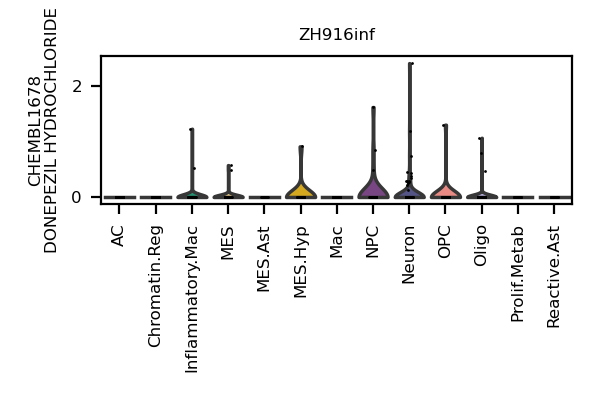 ZH916inf
CHEMBL1678
DONEPEZIL HYDROCHLORIDE
2
0
AC
Chromatin.Reg
Inflammatory.Mac
MES
MES.Ast
MES.Hyp
Mac
NPC
Neuron
OPC
Oligo
Prolif.Metab
Reactive.Ast